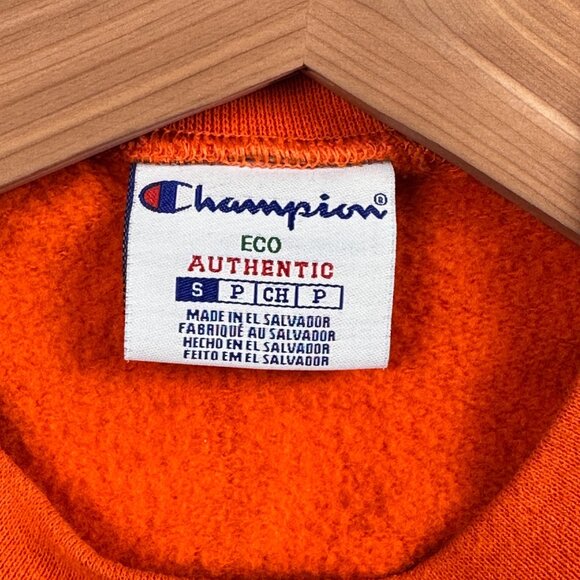 Champion®
ECO
AUTHENTIC
S P CH P
MADE IN EL SALVADOR
FABRIQUÉ AU SALVADOR
HECHO EN EL SALVADOR
FEITO EM EL SALVADOR